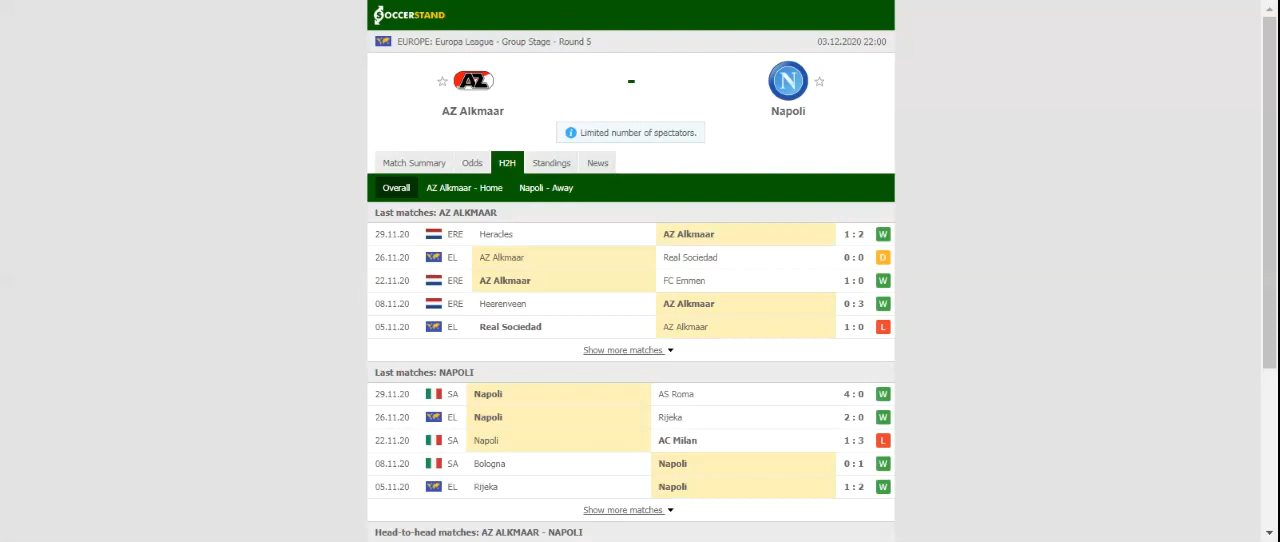 SOCCERSTAND
EUROPE: Europa League - Group Stage - Round 5 03.12.2020 22:00
AZ
N
-
AZ Alkmaar Napoli
Limited number of spectators.
Match Summary Odds H2H Standings News
Overall AZ Alkmaar - Home Napoli - Away
Last matches: AZ ALKMAAR
29.11.20 ERE Heracles AZ Alkmaar 1 : 2 W
26.11.20 EL AZ Alkmaar Real Sociedad 0 : 0 D
22.11.20 ERE AZ Alkmaar FC Emmen 1 : 0 W
08.11.20 ERE Heerenveen AZ Alkmaar 0 : 3 W
05.11.20 EL Real Sociedad AZ Alkmaar 1 : 0 L
Show more matches
Last matches: NAPOLI
29.11.20 SA Napoli AS Roma 4 : 0 W
26.11.20 EL Napoli Rijeka 2 : 0 W
22.11.20 SA Napoli AC Milan 1 : 3 L
08.11.20 SA Bologna Napoli 0 : 1 W
05.11.20 EL Rijeka Napoli 1 : 2 W
Show more matches
Head-to-head matches: AZ ALKMAAR - NAPOLI